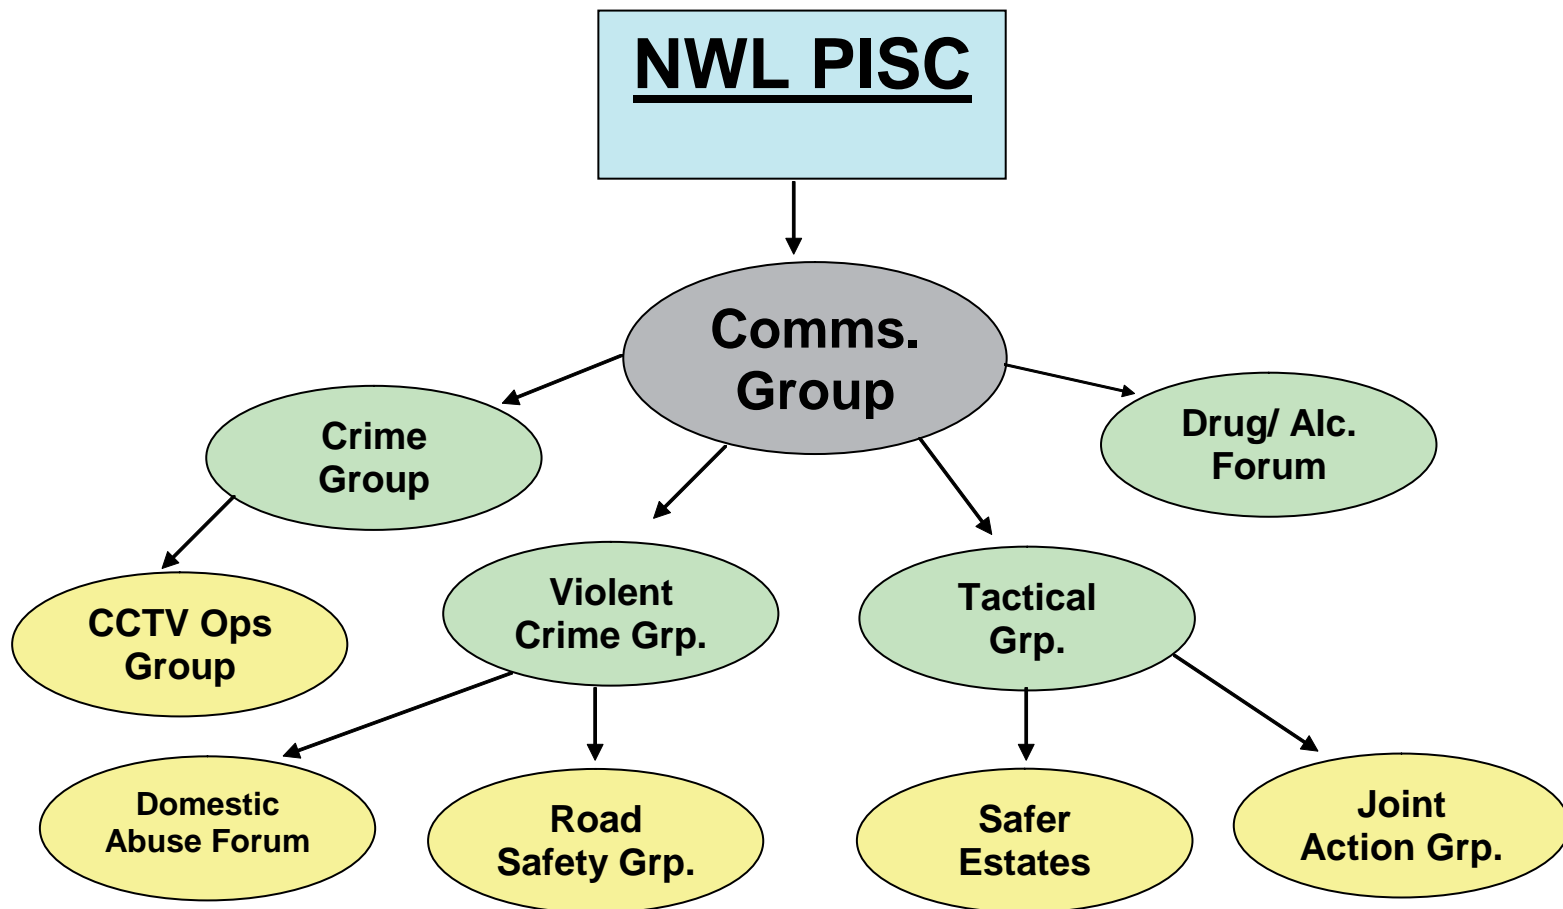 NWL PISC
Comms.
Group
Crime
Group
Drug/ Alc.
Forum
Violent
Crime Grp.
Tactical
Grp.
CCTV Ops
Group
Domestic
Abuse Forum
Road
Safety Grp.
Safer
Estates
Joint
Action Grp.